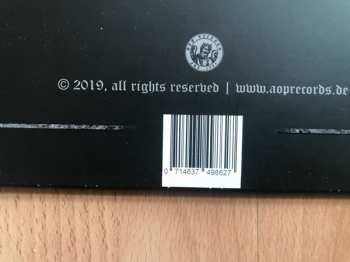 © 2019, all rights reserved | www.aoprecords.de
0 714637 498627